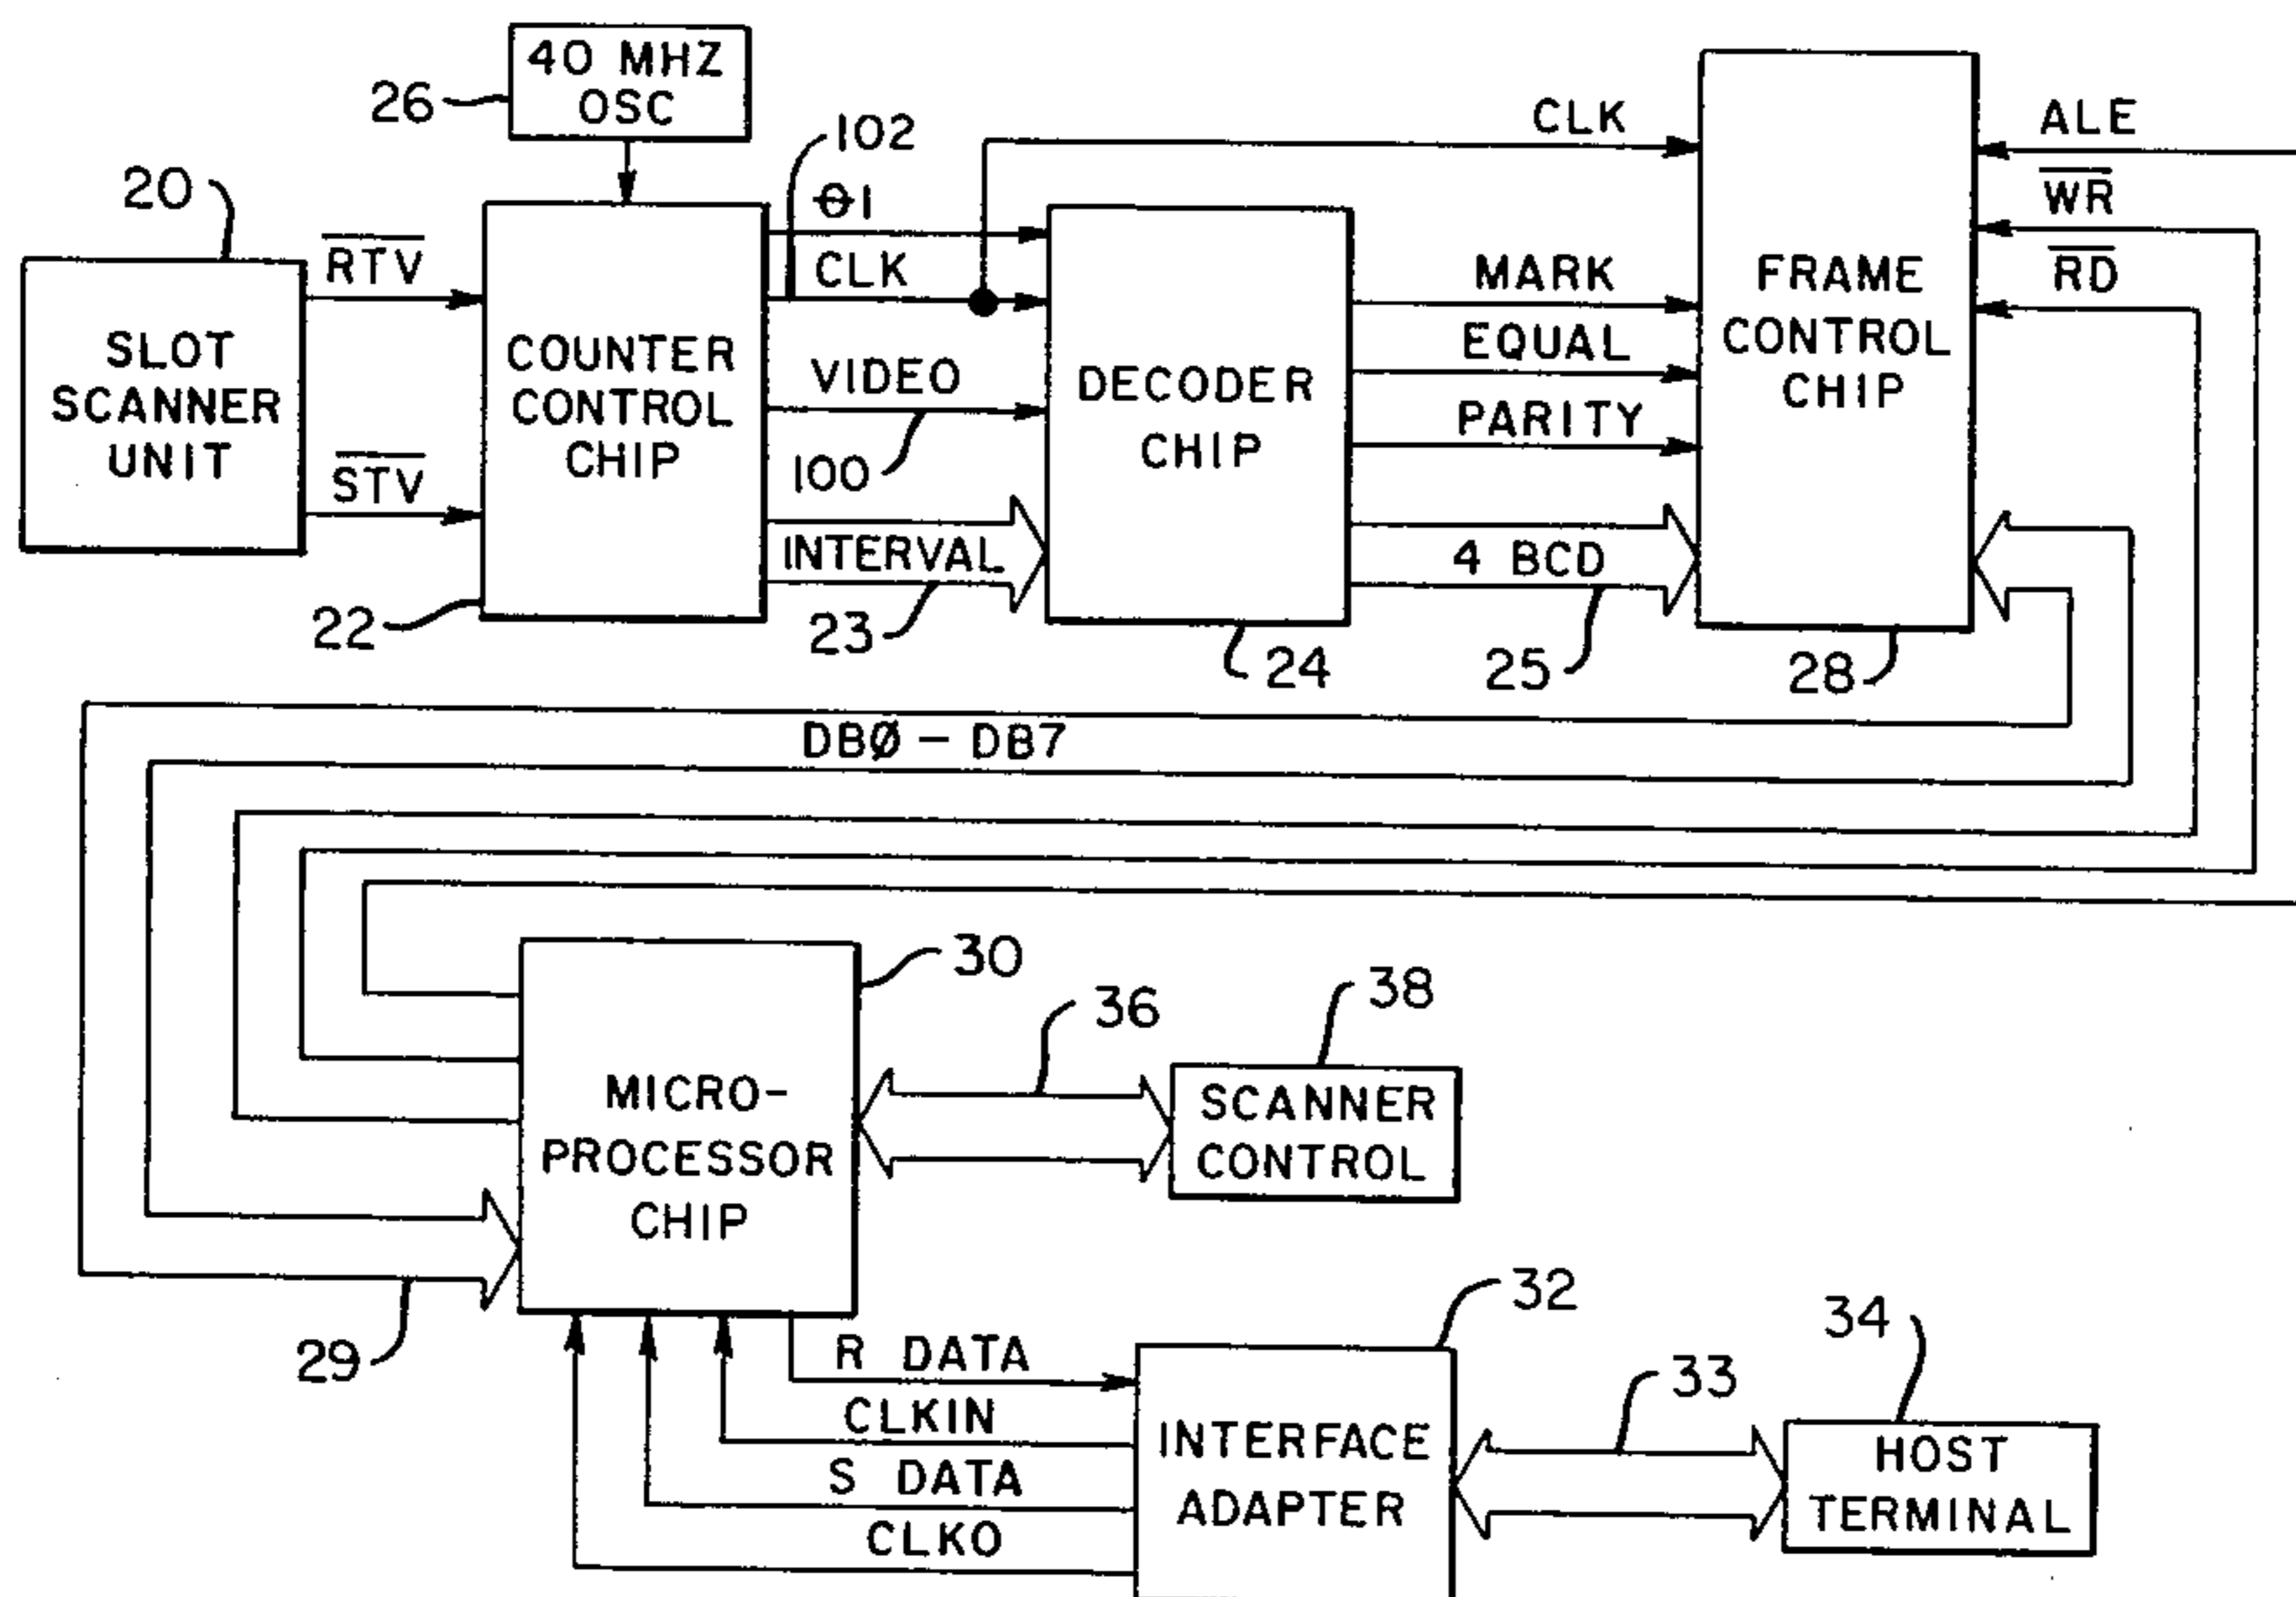 40 MHZ
OSC
26
102
CLK
ALE
20
θ1
WR
RTV
CLK
RD
MARK
SLOT
SCANNER
UNIT
COUNTER
CONTROL
CHIP
VIDEO
DECODER
CHIP
EQUAL
FRAME
CONTROL
CHIP
PARITY
STV
100
INTERVAL
4 BCD
22
23
24
25
28
DBØ - DB7
30
36
38
MICRO-
PROCESSOR
CHIP
SCANNER
CONTROL
29
32
34
R DATA
33
CLKIN
INTERFACE
ADAPTER
HOST
TERMINAL
S DATA
CLKO